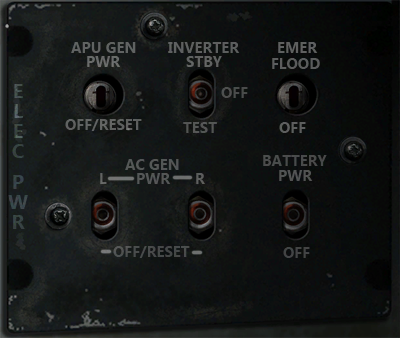 APU GEN
PWR
OFF/RESET
INVERTER
STBY
OFF
TEST
EMER
FLOOD
OFF
ELEC PWR
AC GEN
L PWR R
OFF/RESET
BATTERY
PWR
OFF